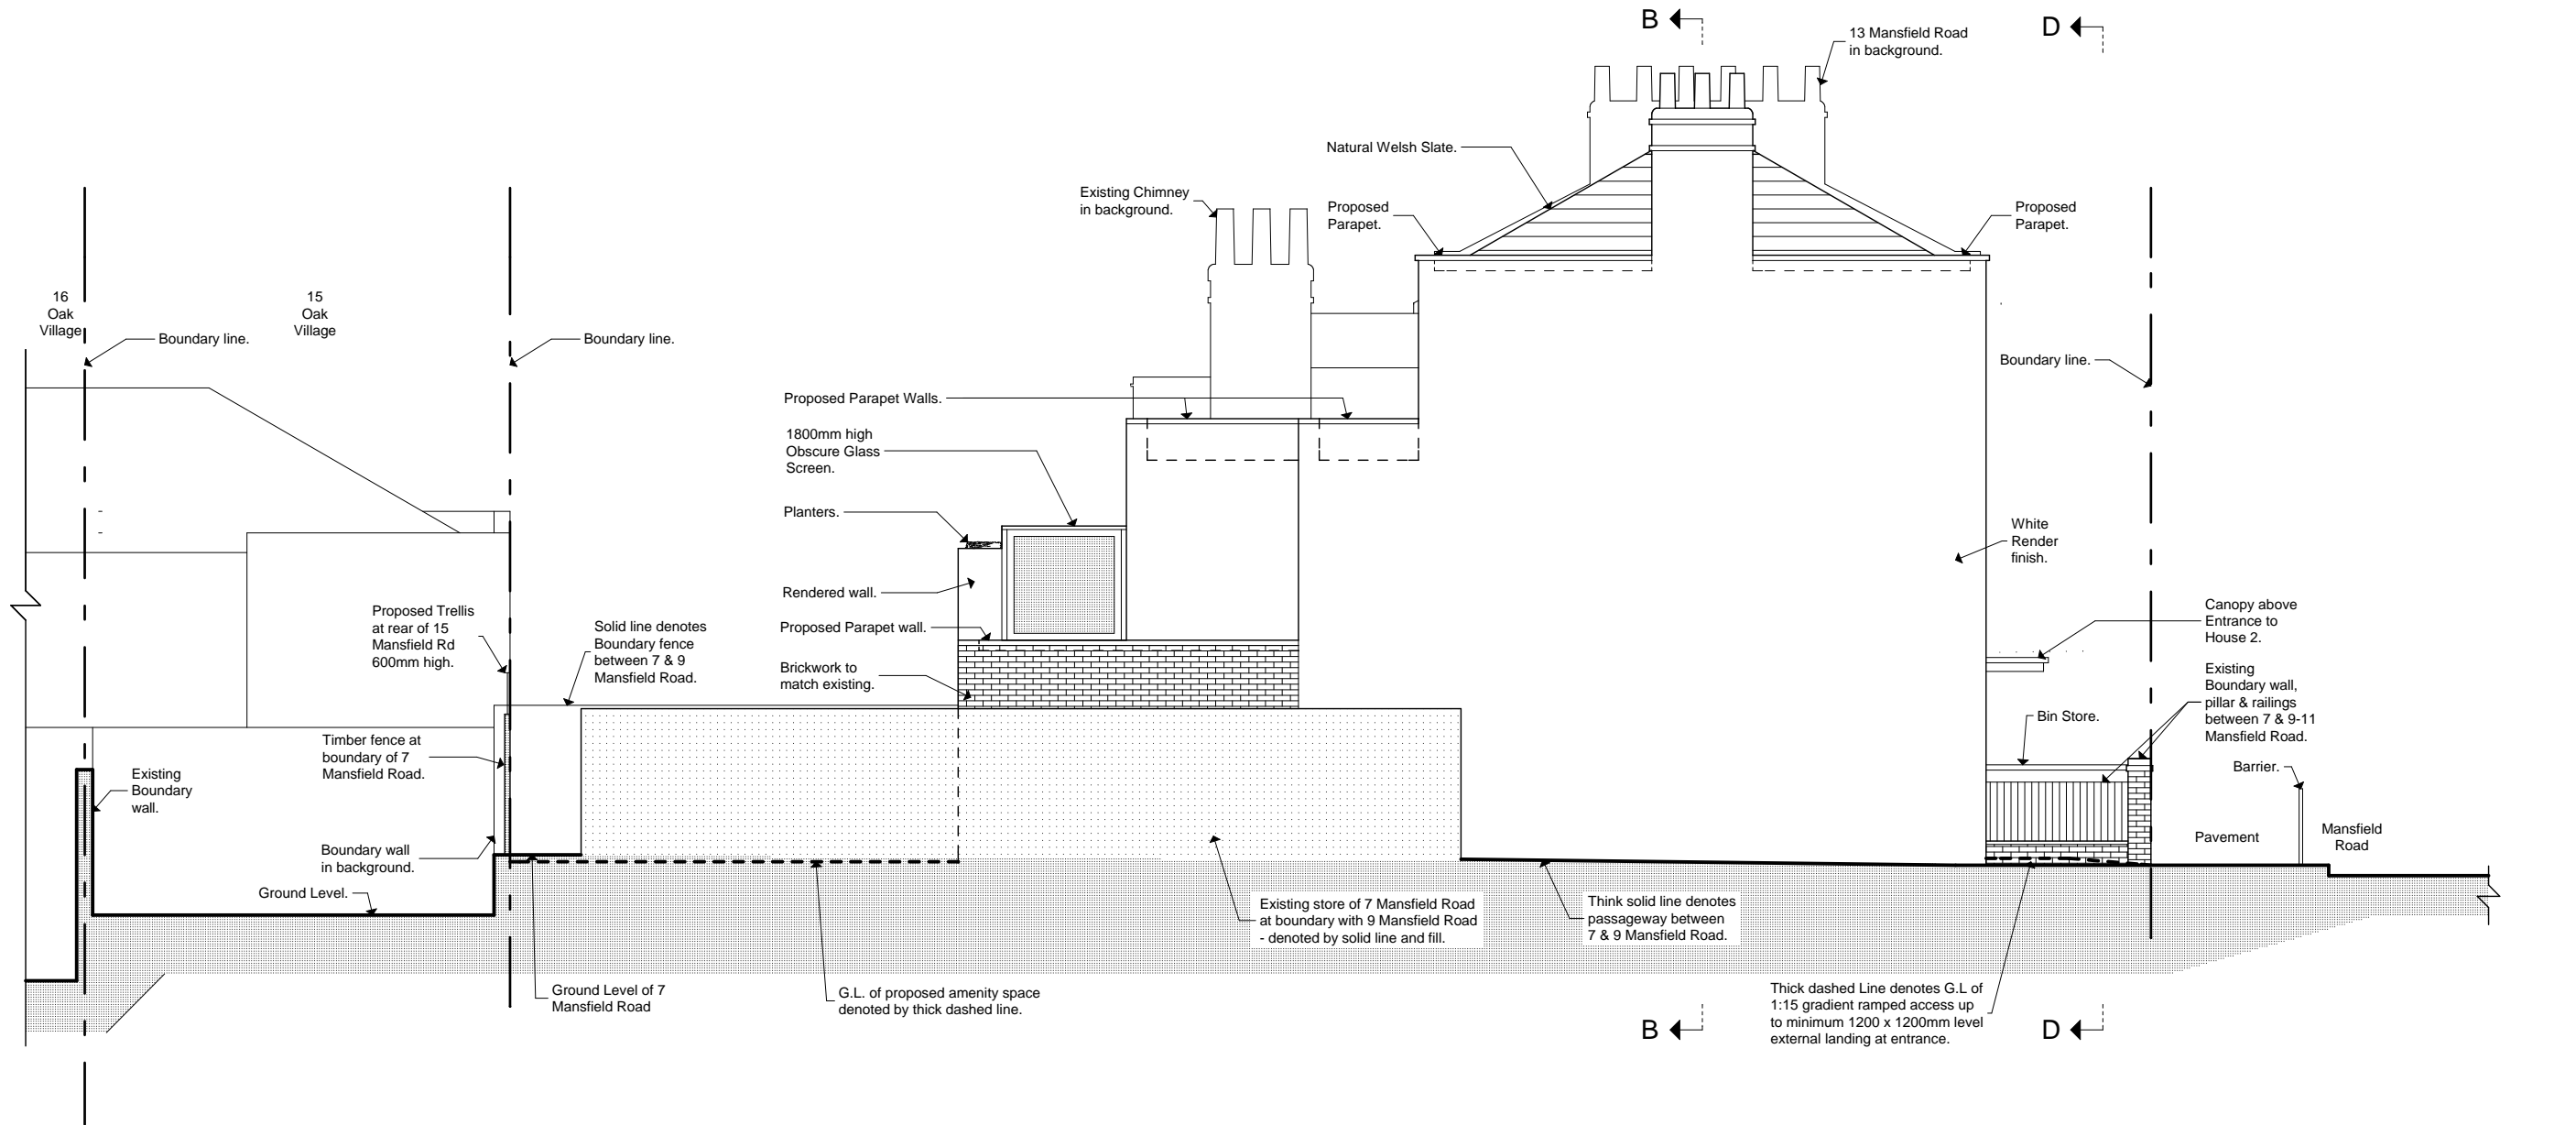 B
D
13 Mansfield Road
in background.
Natural Welsh Slate.
Existing Chimney
in background.
Proposed
Parapet.
Proposed
Parapet.
16
Oak
Village
15
Oak
Village
Boundary line.
Boundary line.
Boundary line.
Proposed Parapet Walls.
1800mm high
Obscure Glass
Screen.
Planters.
White
Render
finish.
Rendered wall.
Proposed Trellis
at rear of 15
Mansfield Rd
600mm high.
Solid line denotes
Boundary fence
between 7 & 9
Mansfield Road.
Proposed Parapet wall.
Brickwork to
match existing.
Canopy above
Entrance to
House 2.
Existing
Boundary wall,
pillar & railings
between 7 & 9-11
Mansfield Road.
Bin Store.
Timber fence at
boundary of 7
Mansfield Road.
Existing
Boundary
wall.
Barrier.
Pavement
Mansfield
Road
Boundary wall
in background.
Ground Level.
Existing store of 7 Mansfield Road
at boundary with 9 Mansfield Road
- denoted by solid line and fill.
Think solid line denotes
passageway between
7 & 9 Mansfield Road.
Ground Level of 7
Mansfield Road
G.L. of proposed amenity space
denoted by thick dashed line.
Thick dashed Line denotes G.L of
1:15 gradient ramped access up
to minimum 1200 x 1200mm level
external landing at entrance.
B
D